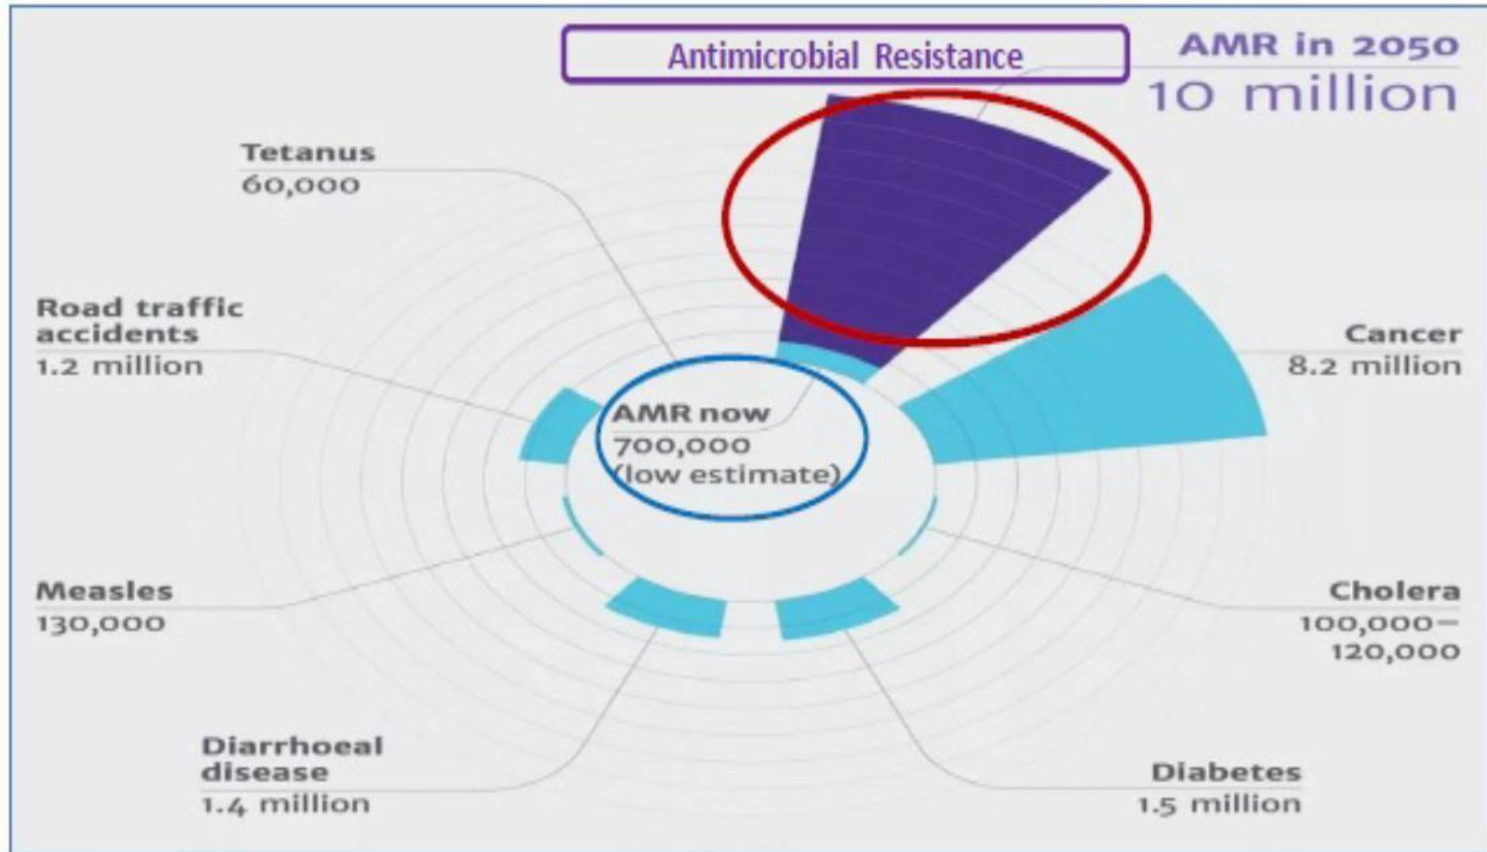 Antimicrobial Resistance
AMR in 2050
10 million
Tetanus
60,000
Road traffic
accidents
1.2 million
Cancer
8.2 million
AMR now
700,000
(low estimate)
Measles
130,000
Cholera
100,000–
120,000
Diarrhoeal
disease
1.4 million
Diabetes
1.5 million